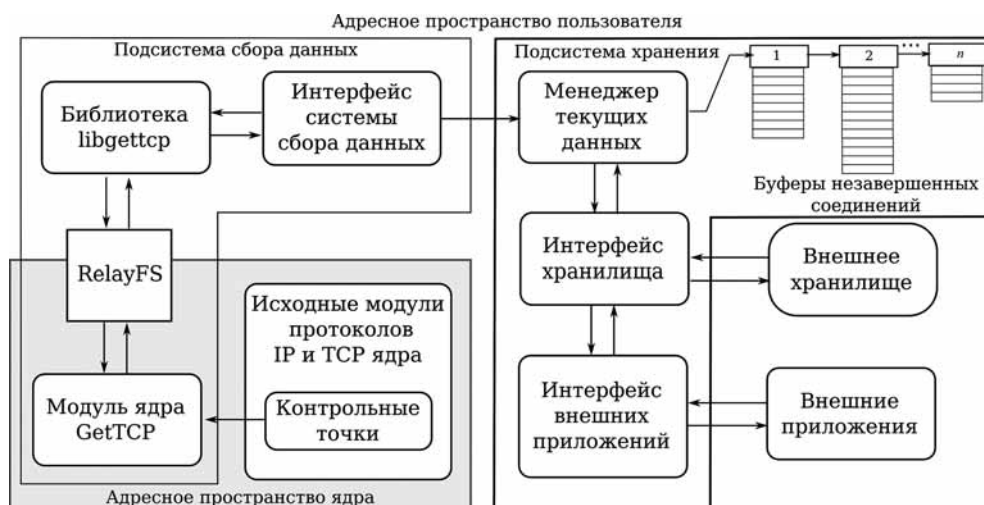 Адресное пространство пользователя
Подсистема сбора данных
Библиотека
libgettcp
Интерфейс
системы
сбора данных
RelayFS
Исходные модули
протоколов
IP и TCP ядра
Контрольные
точки
Модуль ядра
GetTCP
Адресное пространство ядра
Подсистема хранения
Менеджер
текущих
данных
1
2
...
n
Буферы незавершенных
соединений
Интерфейс
хранилища
Внешнее
хранилище
Интерфейс
внешних
приложений
Внешние
приложения